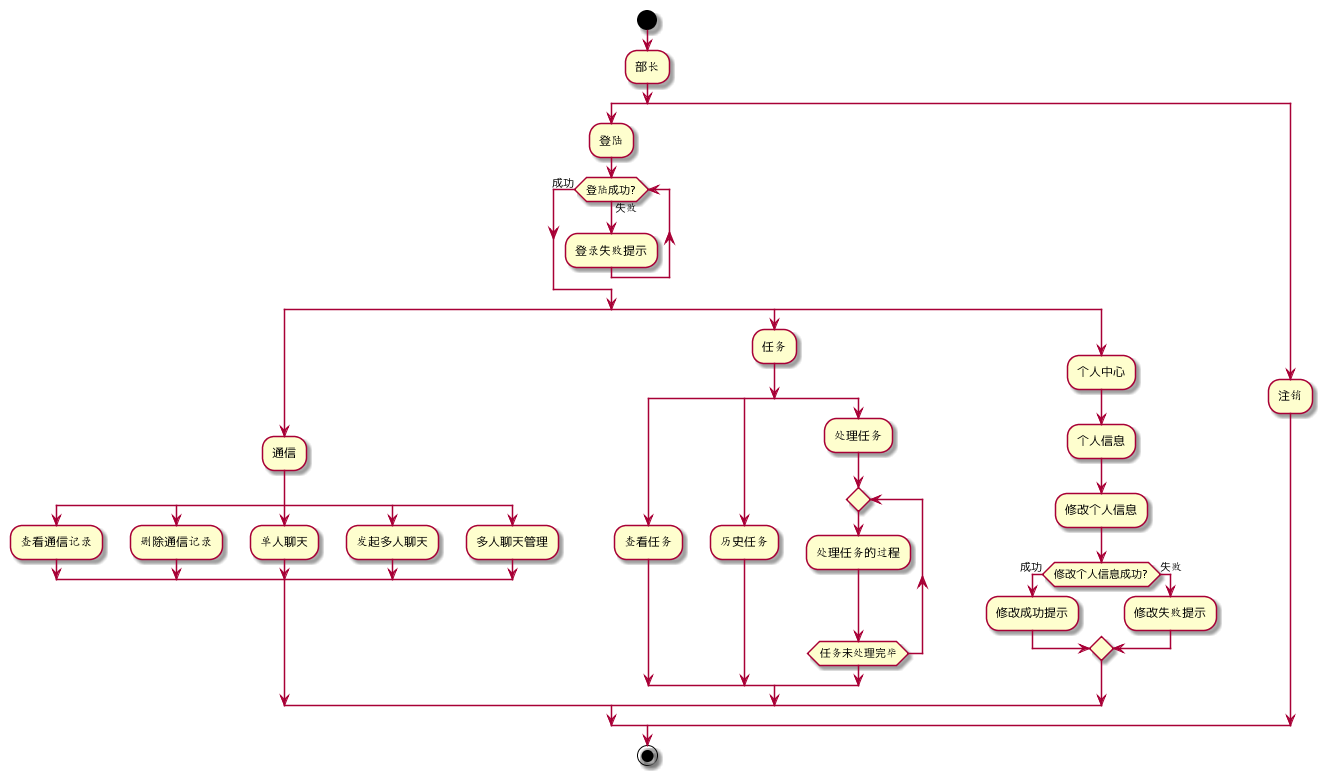 部长
登陆
成功
登陆成功?
失败
登录失败提示
任务
个人中心
注销
处理任务
个人信息
通信
修改个人信息
查看通信记录
删除通信记录
单人聊天
发起多人聊天
多人聊天管理
查看任务
历史任务
处理任务的过程
成功
修改个人信息成功?
失败
修改成功提示
修改失败提示
任务未处理完毕